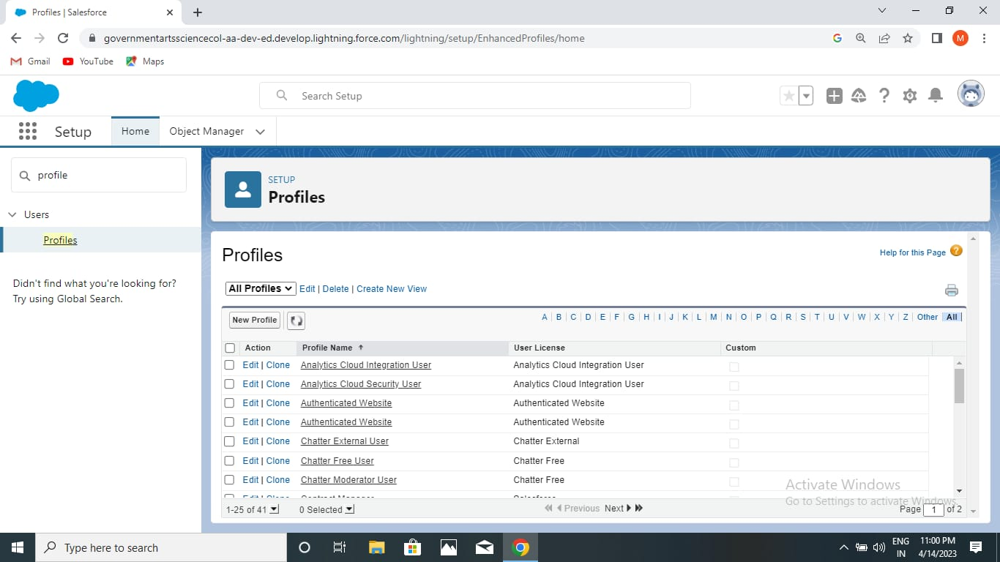 Profiles | Salesforce
governmentartssciencecol-aa-dev-ed.develop.lightning.force.com/lightning/setup/EnhancedProfiles/home
M
Gmail YouTube Maps
Search Setup
Setup Home Object Manager
profile
Users
Profiles
Didn't find what you're looking for?
Try using Global Search.
SETUP
Profiles
Profiles
Help for this Page ?
All Profiles Edit | Delete | Create New View
New Profile A | B | C | D | E | F | G | H | I | J | K | L | M | N | O | P | Q | R | S | T | U | V | W | X | Y | Z | Other | All |
Action Profile Name ↑ User License Custom
Edit | Clone Analytics Cloud Integration User Analytics Cloud Integration User
Edit | Clone Analytics Cloud Security User Analytics Cloud Integration User
Edit | Clone Authenticated Website Authenticated Website
Edit | Clone Authenticated Website Authenticated Website
Edit | Clone Chatter External User Chatter External
Edit | Clone Chatter Free User Chatter Free
Edit | Clone Chatter Moderator User Chatter Free
1-25 of 41 0 Selected Previous Next Page 1 of 2
Activate Windows
Go to Settings to activate Windows.
Type here to search
ENG
IN
11:00 PM
4/14/2023